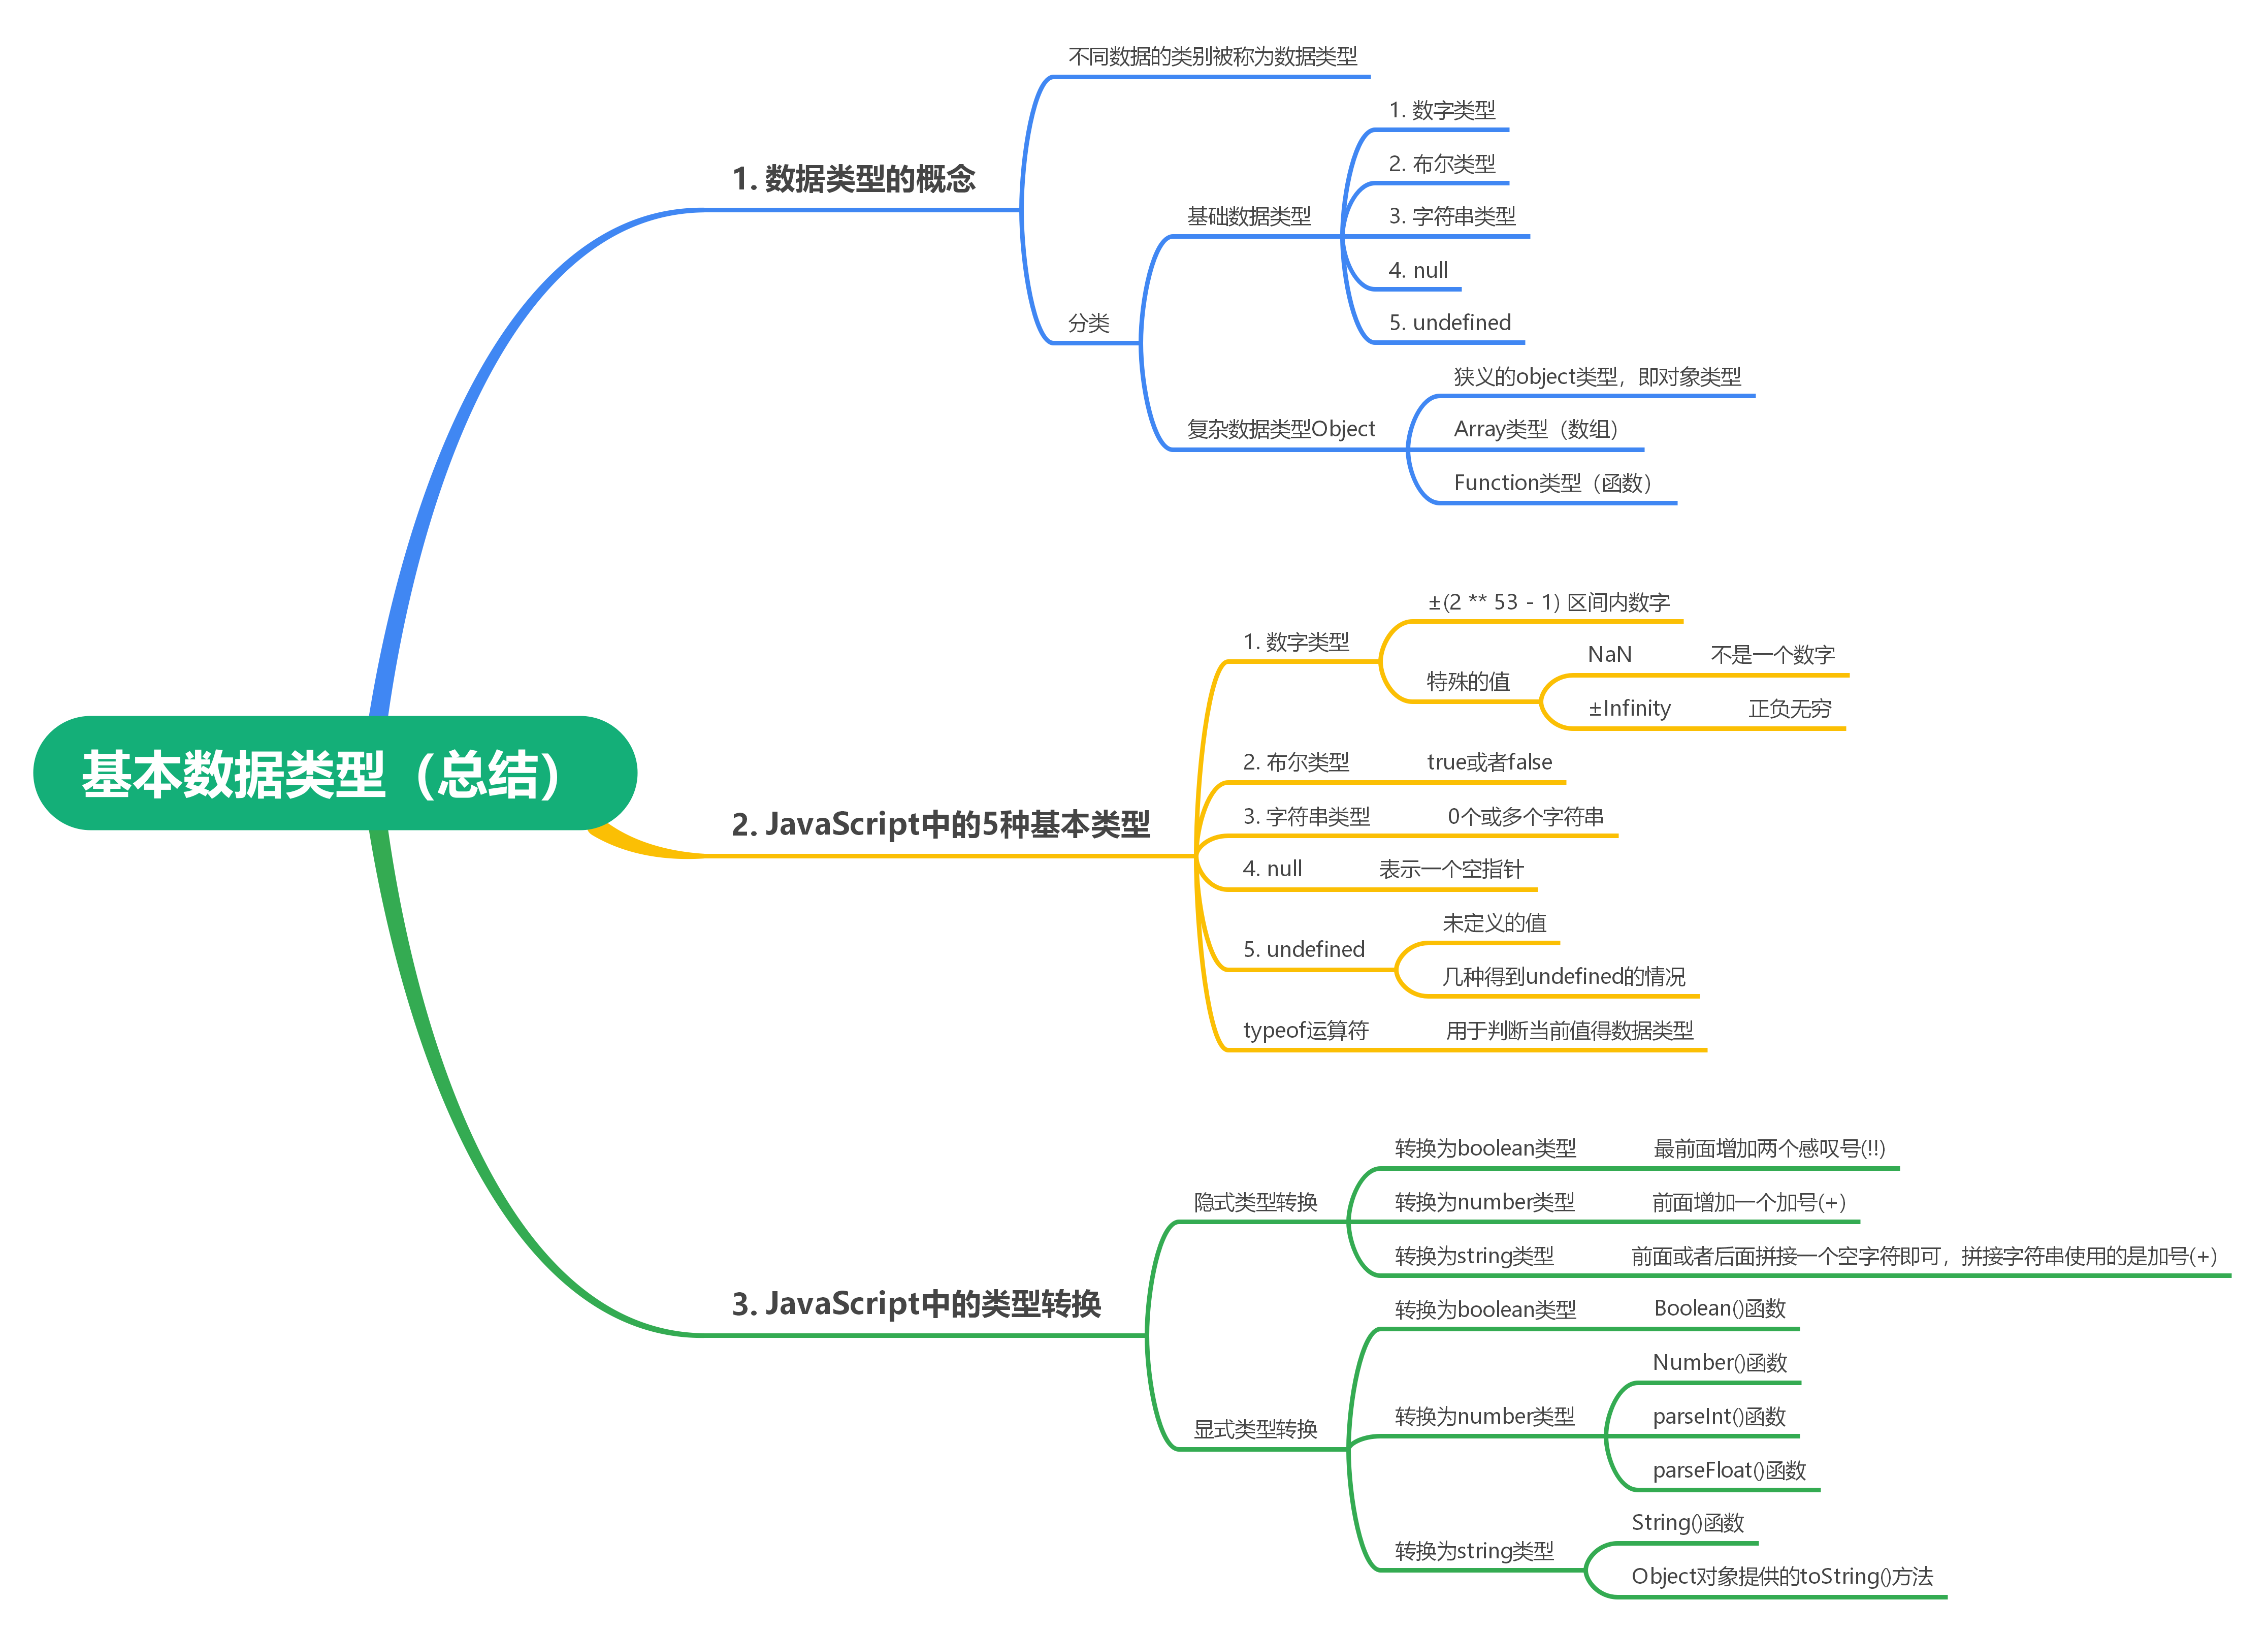 基本数据类型（总结）
1. 数据类型的概念
不同数据的类别被称为数据类型
分类
基础数据类型
1. 数字类型
2. 布尔类型
3. 字符串类型
4. null
5. undefined
复杂数据类型Object
狭义的object类型，即对象类型
Array类型（数组）
Function类型（函数）
2. JavaScript中的5种基本类型
1. 数字类型
±(2 ** 53 - 1) 区间内数字
特殊的值
NaN 不是一个数字
±Infinity 正负无穷
2. 布尔类型 true或者false
3. 字符串类型 0个或多个字符串
4. null 表示一个空指针
5. undefined
未定义的值
几种得到undefined的情况
typeof运算符 用于判断当前值得数据类型
3. JavaScript中的类型转换
隐式类型转换
转换为boolean类型 最前面增加两个感叹号(!!)
转换为number类型 前面增加一个加号(+)
转换为string类型 前面或者后面拼接一个空字符即可，拼接字符串使用的是加号(+)
显式类型转换
转换为boolean类型 Boolean()函数
转换为number类型
Number()函数
parseInt()函数
parseFloat()函数
转换为string类型
String()函数
Object对象提供的toString()方法